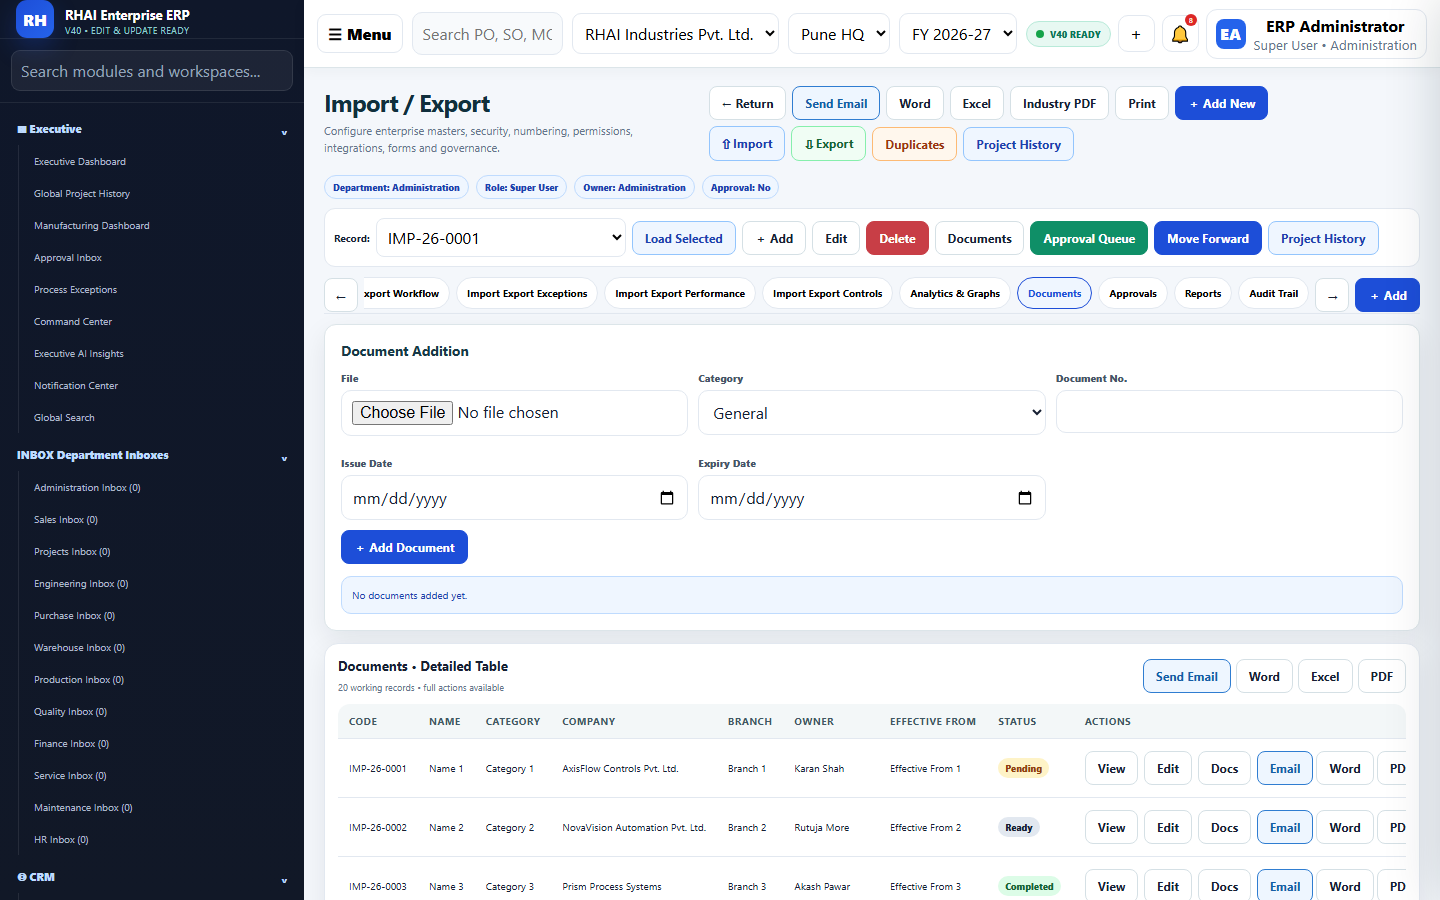 RH
RHAI Enterprise ERP
V40 • EDIT & UPDATE READY
Search modules and workspaces...
Executive
Executive Dashboard
Global Project History
Manufacturing Dashboard
Approval Inbox
Process Exceptions
Command Center
Executive AI Insights
Notification Center
Global Search
INBOX Department Inboxes
Administration Inbox (0)
Sales Inbox (0)
Projects Inbox (0)
Engineering Inbox (0)
Purchase Inbox (0)
Warehouse Inbox (0)
Production Inbox (0)
Quality Inbox (0)
Finance Inbox (0)
Service Inbox (0)
Maintenance Inbox (0)
HR Inbox (0)
CRM
☰ Menu
Search PO, SO, MO
RHAI Industries Pvt. Ltd.
Pune HQ
FY 2026-27
V40 READY
+
8
EA
ERP Administrator
Super User • Administration
Import / Export
Configure enterprise masters, security, numbering, permissions,
integrations, forms and governance.
← Return
Send Email
Word
Excel
Industry PDF
Print
+ Add New
⇧ Import
⇩ Export
Duplicates
Project History
Department: Administration
Role: Super User
Owner: Administration
Approval: No
Record:
IMP-26-0001
Load Selected
+ Add
Edit
Delete
Documents
Approval Queue
Move Forward
Project History
←
xport Workflow
Import Export Exceptions
Import Export Performance
Import Export Controls
Analytics & Graphs
Documents
Approvals
Reports
Audit Trail
→
+ Add
Document Addition
File
Category
Document No.
Choose File No file chosen
General
Issue Date
Expiry Date
mm/dd/yyyy
mm/dd/yyyy
+ Add Document
No documents added yet.
Documents • Detailed Table
20 working records • full actions available
Send Email
Word
Excel
PDF
CODE NAME CATEGORY COMPANY BRANCH OWNER EFFECTIVE FROM STATUS ACTIONS
IMP-26-0001 Name 1 Category 1 AxisFlow Controls Pvt. Ltd. Branch 1 Karan Shah Effective From 1 Pending View Edit Docs Email Word PD
IMP-26-0002 Name 2 Category 2 NovaVision Automation Pvt. Ltd. Branch 2 Rutuja More Effective From 2 Ready View Edit Docs Email Word PD
IMP-26-0003 Name 3 Category 3 Prism Process Systems Branch 3 Akash Pawar Effective From 3 Completed View Edit Docs Email Word PD